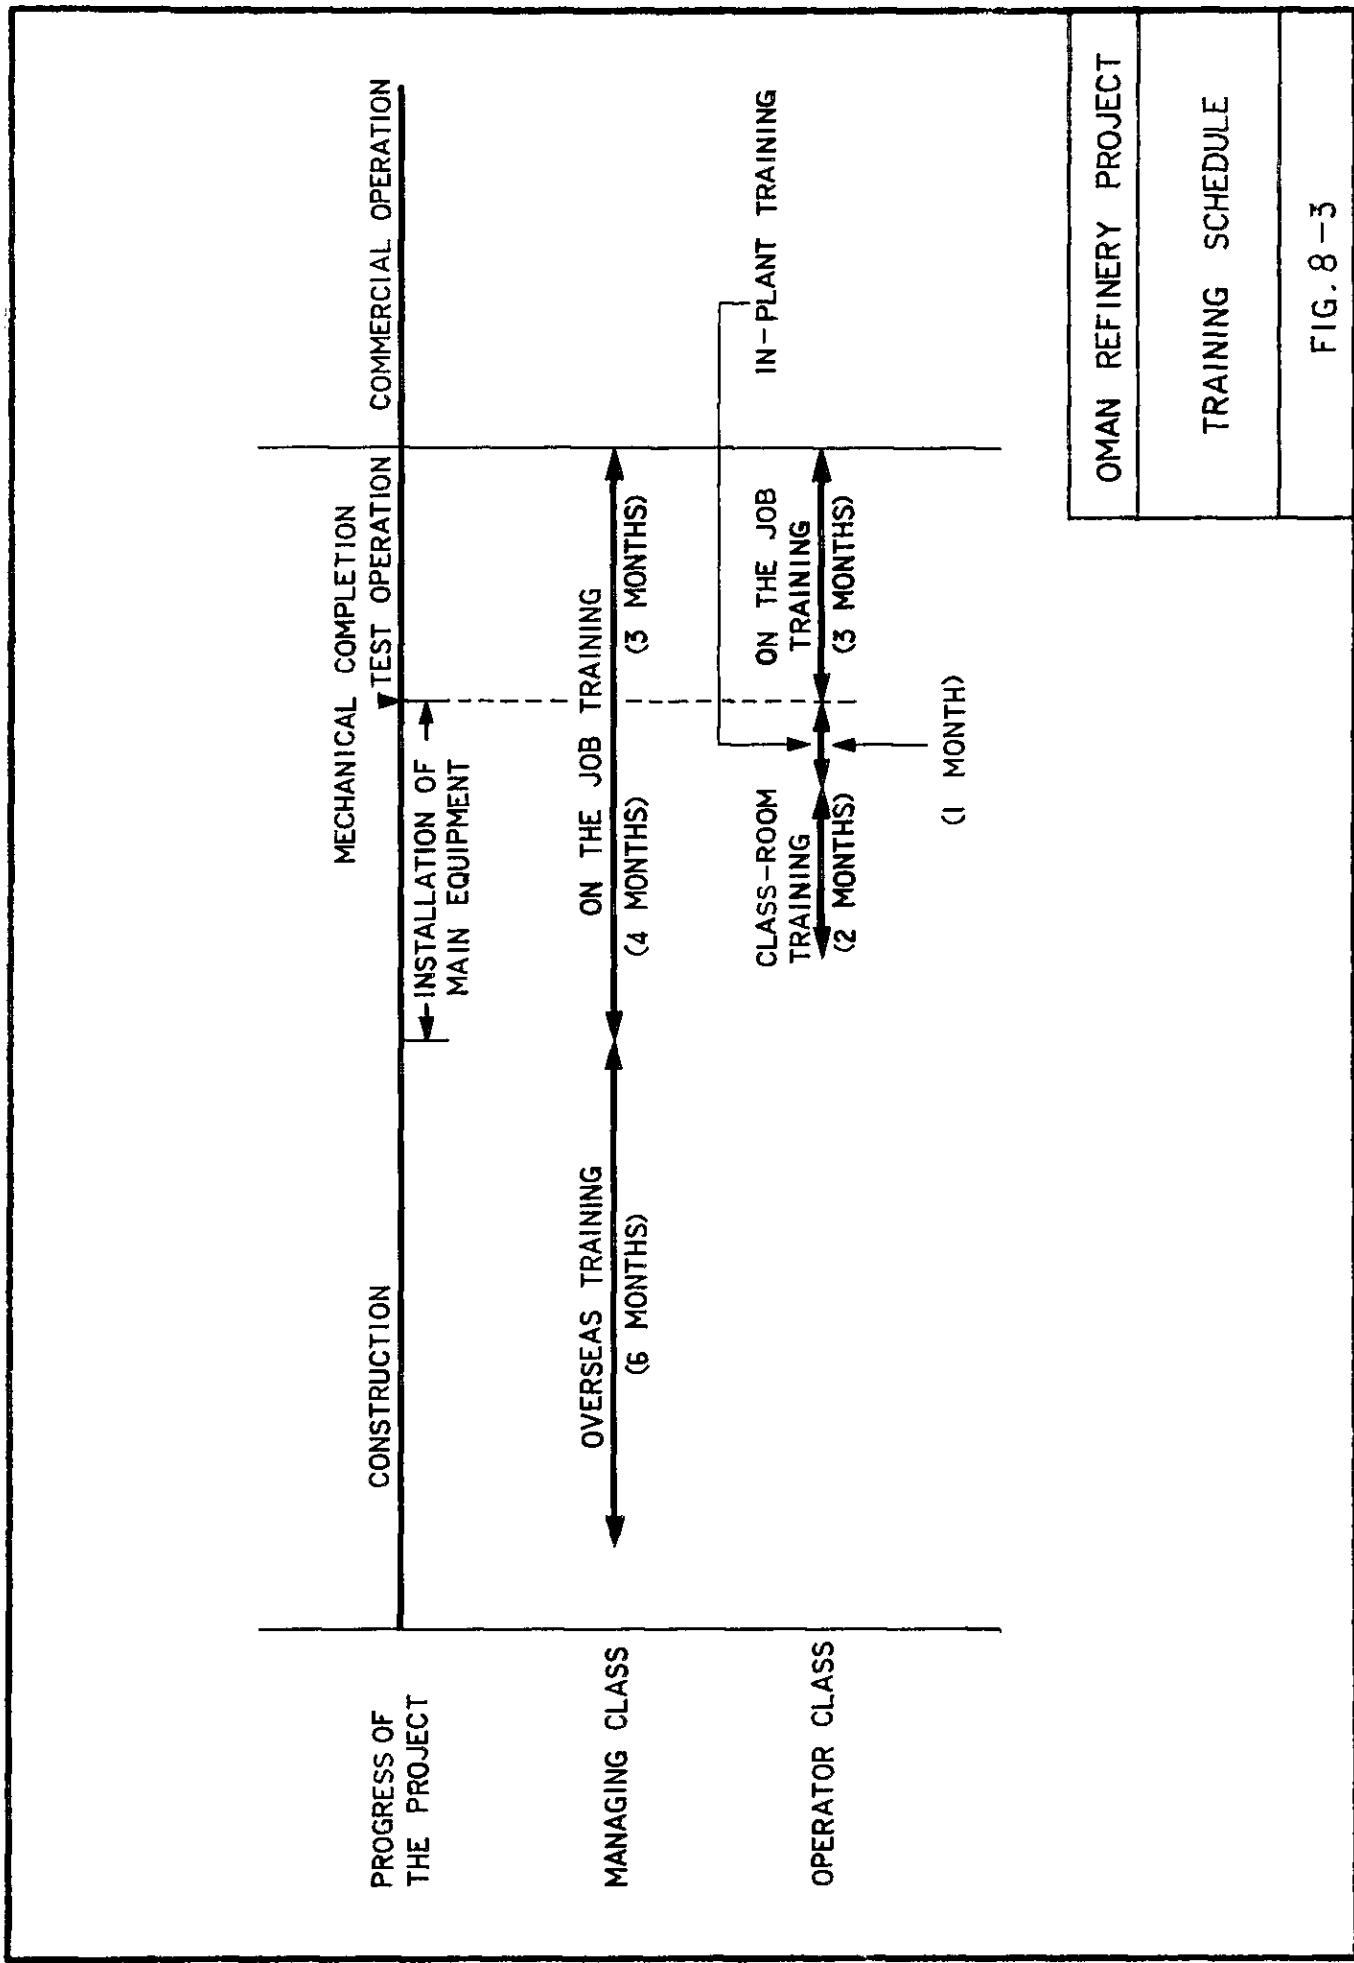 MECHANICAL COMPLETION
CONSTRUCTION
TEST OPERATION
COMMERCIAL OPERATION
PROGRESS OF
THE PROJECT
INSTALLATION OF
MAIN EQUIPMENT
MANAGING CLASS
OVERSEAS TRAINING
(6 MONTHS)
ON THE JOB TRAINING
(4 MONTHS)
(3 MONTHS)
OPERATOR CLASS
CLASS-ROOM
TRAINING
(2 MONTHS)
ON THE JOB
TRAINING
(3 MONTHS)
IN-PLANT TRAINING
(1 MONTH)
OMAN REFINERY PROJECT
TRAINING SCHEDULE
FIG. 8-3